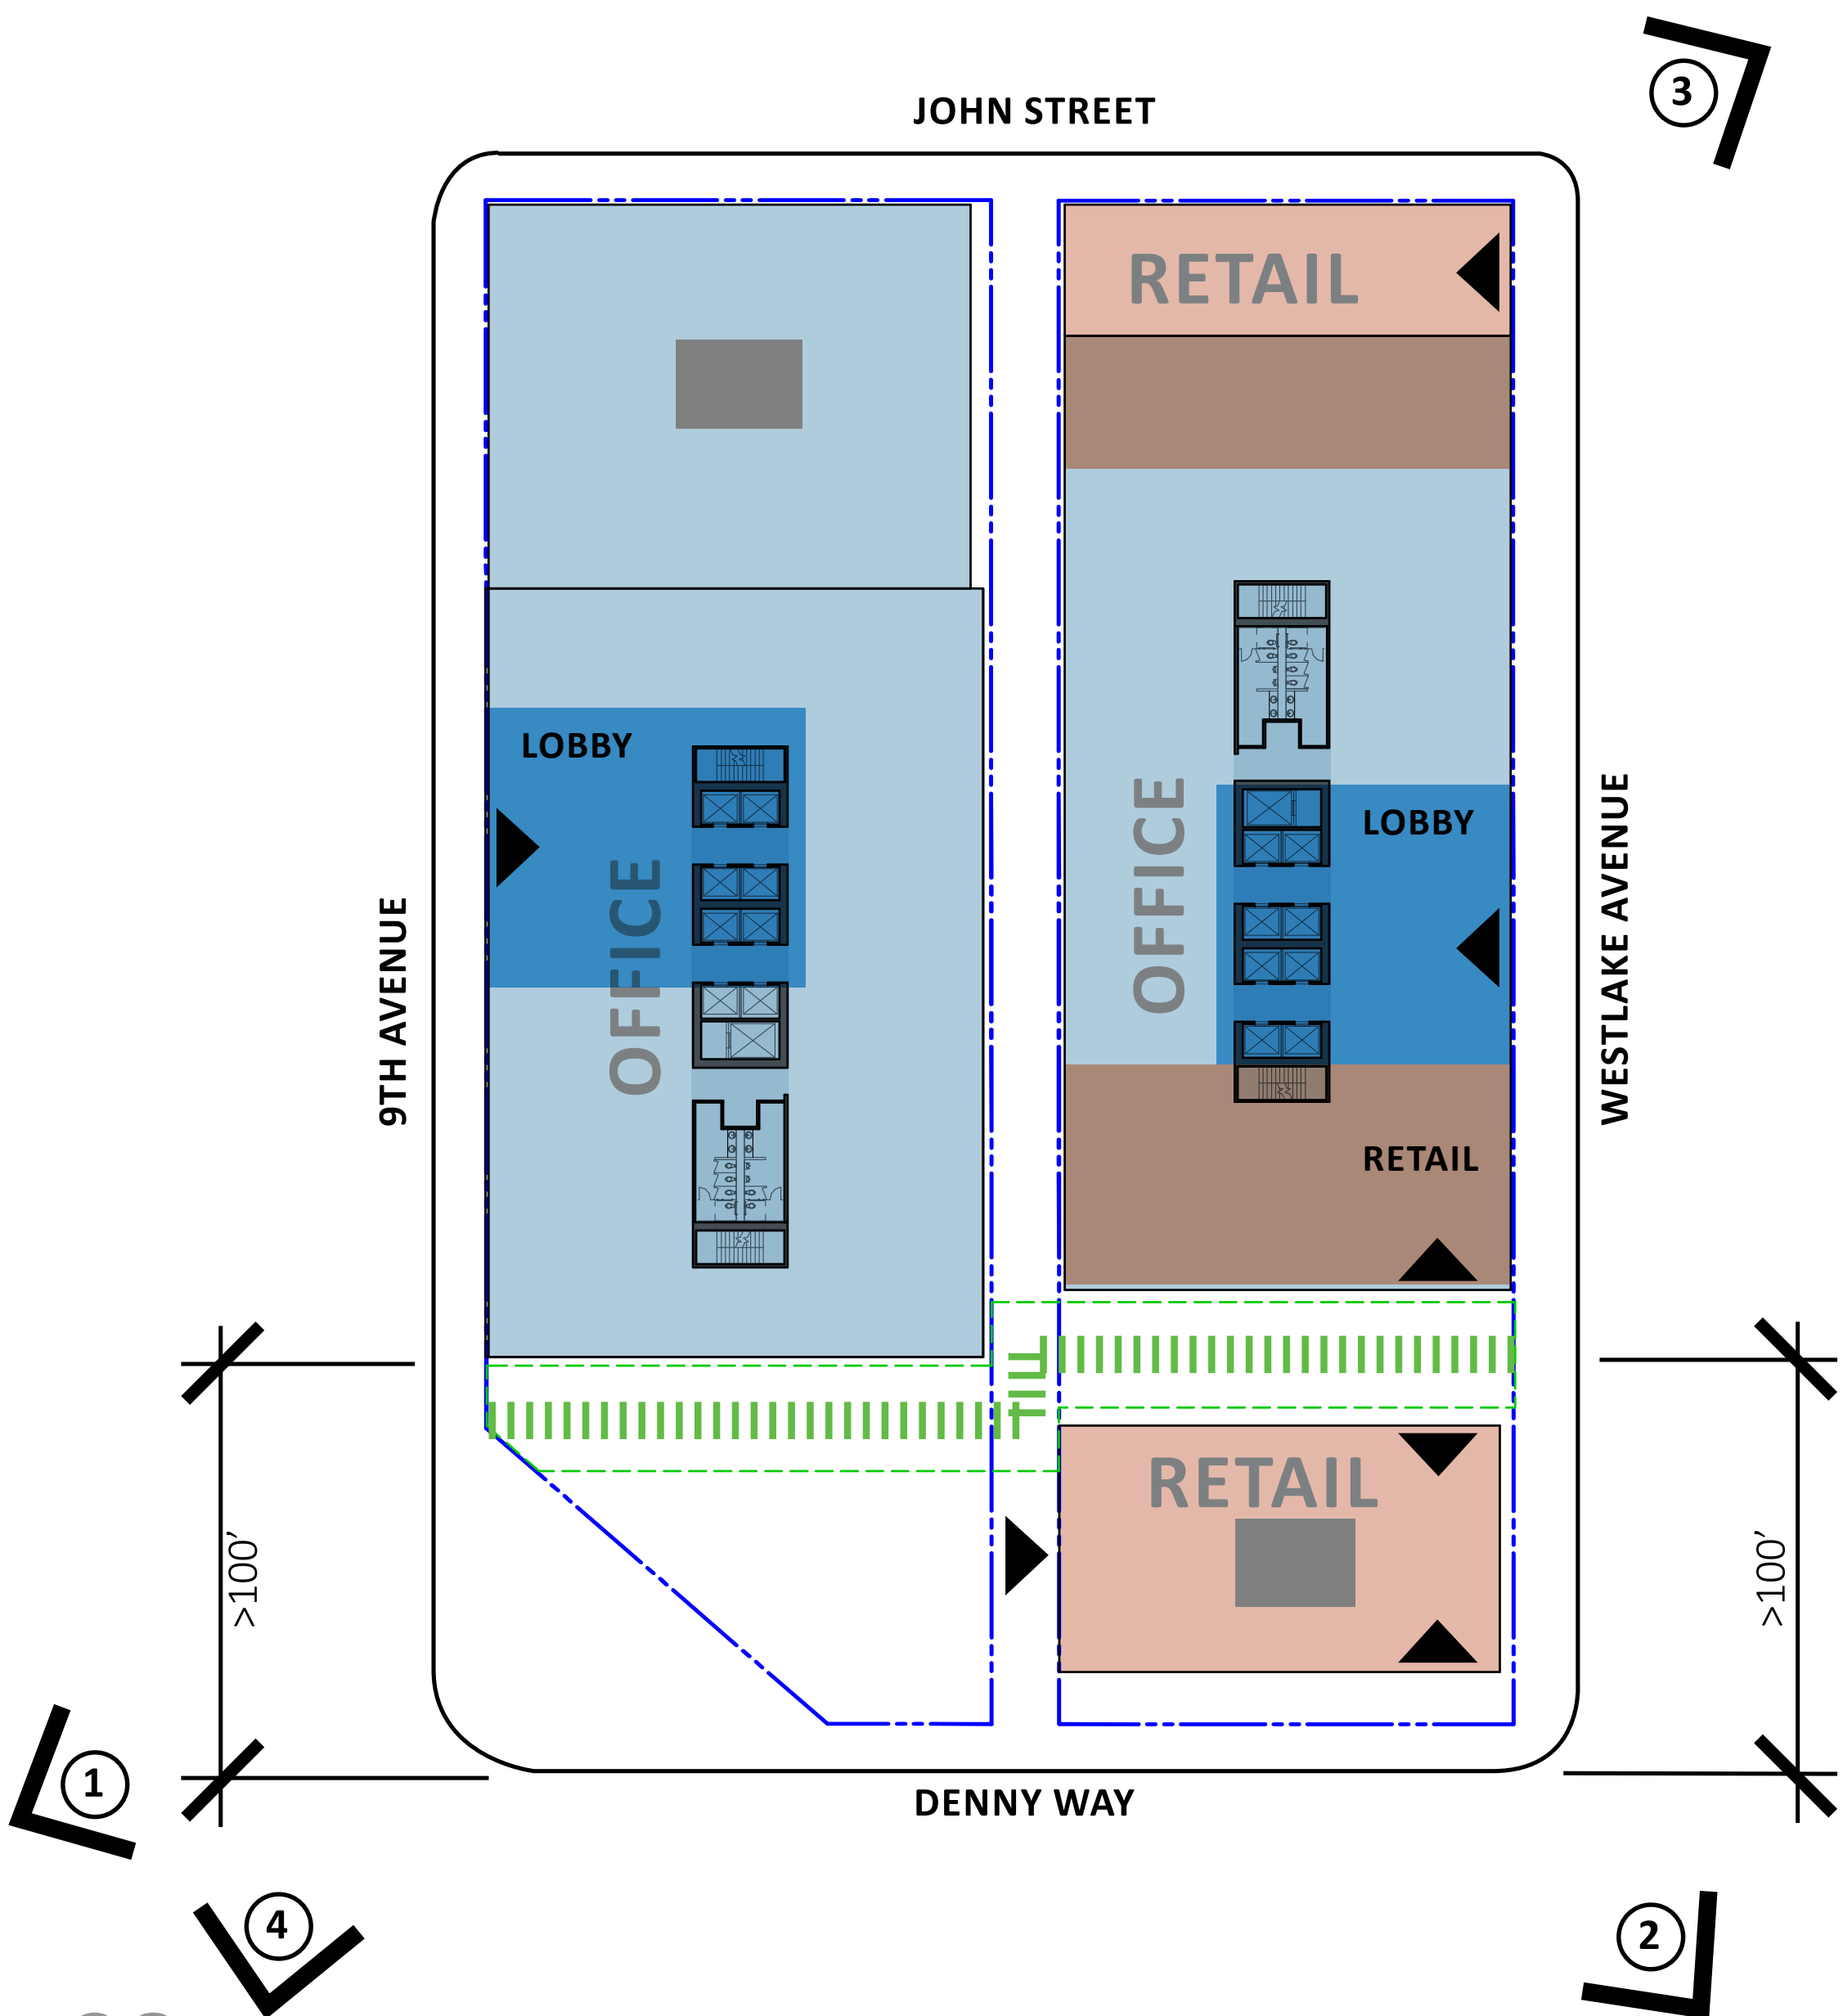 3
JOHN STREET
RETAIL
LOBBY
OFFICE
OFFICE
LOBBY
9TH AVENUE
WESTLAKE AVENUE
RETAIL
RETAIL
>100’
>100’
1
DENNY WAY
4
2